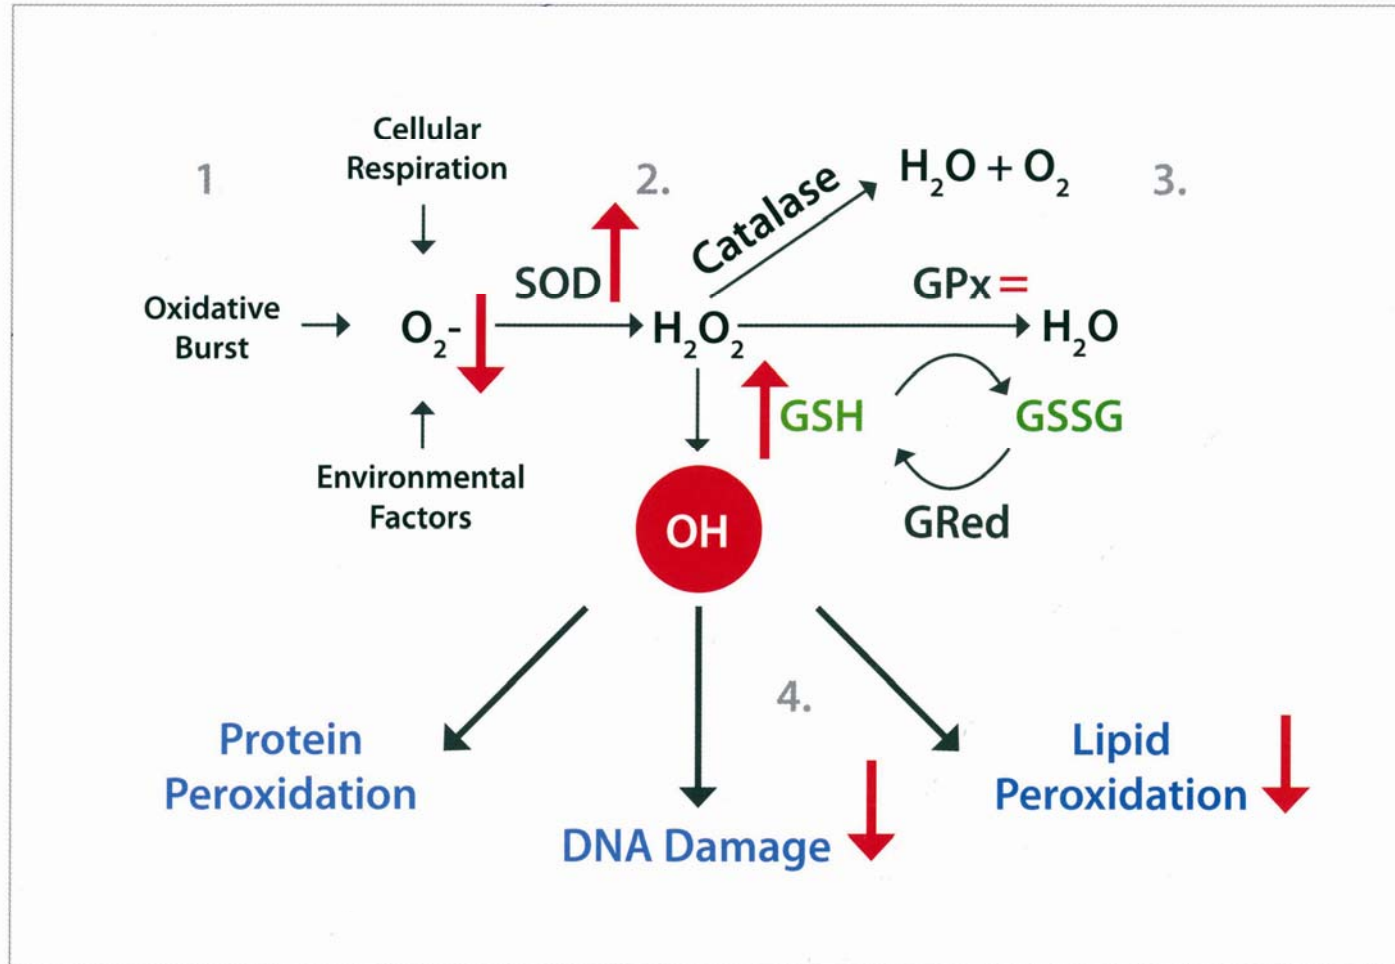 1
Cellular
Respiration
2.
Catalase
H₂O + O₂
3.
Oxidative
Burst
O₂-
SOD
H₂O₂
GPx =
H₂O
GSH
GSSG
GRed
Environmental
Factors
OH
4.
Protein
Peroxidation
DNA Damage
Lipid
Peroxidation